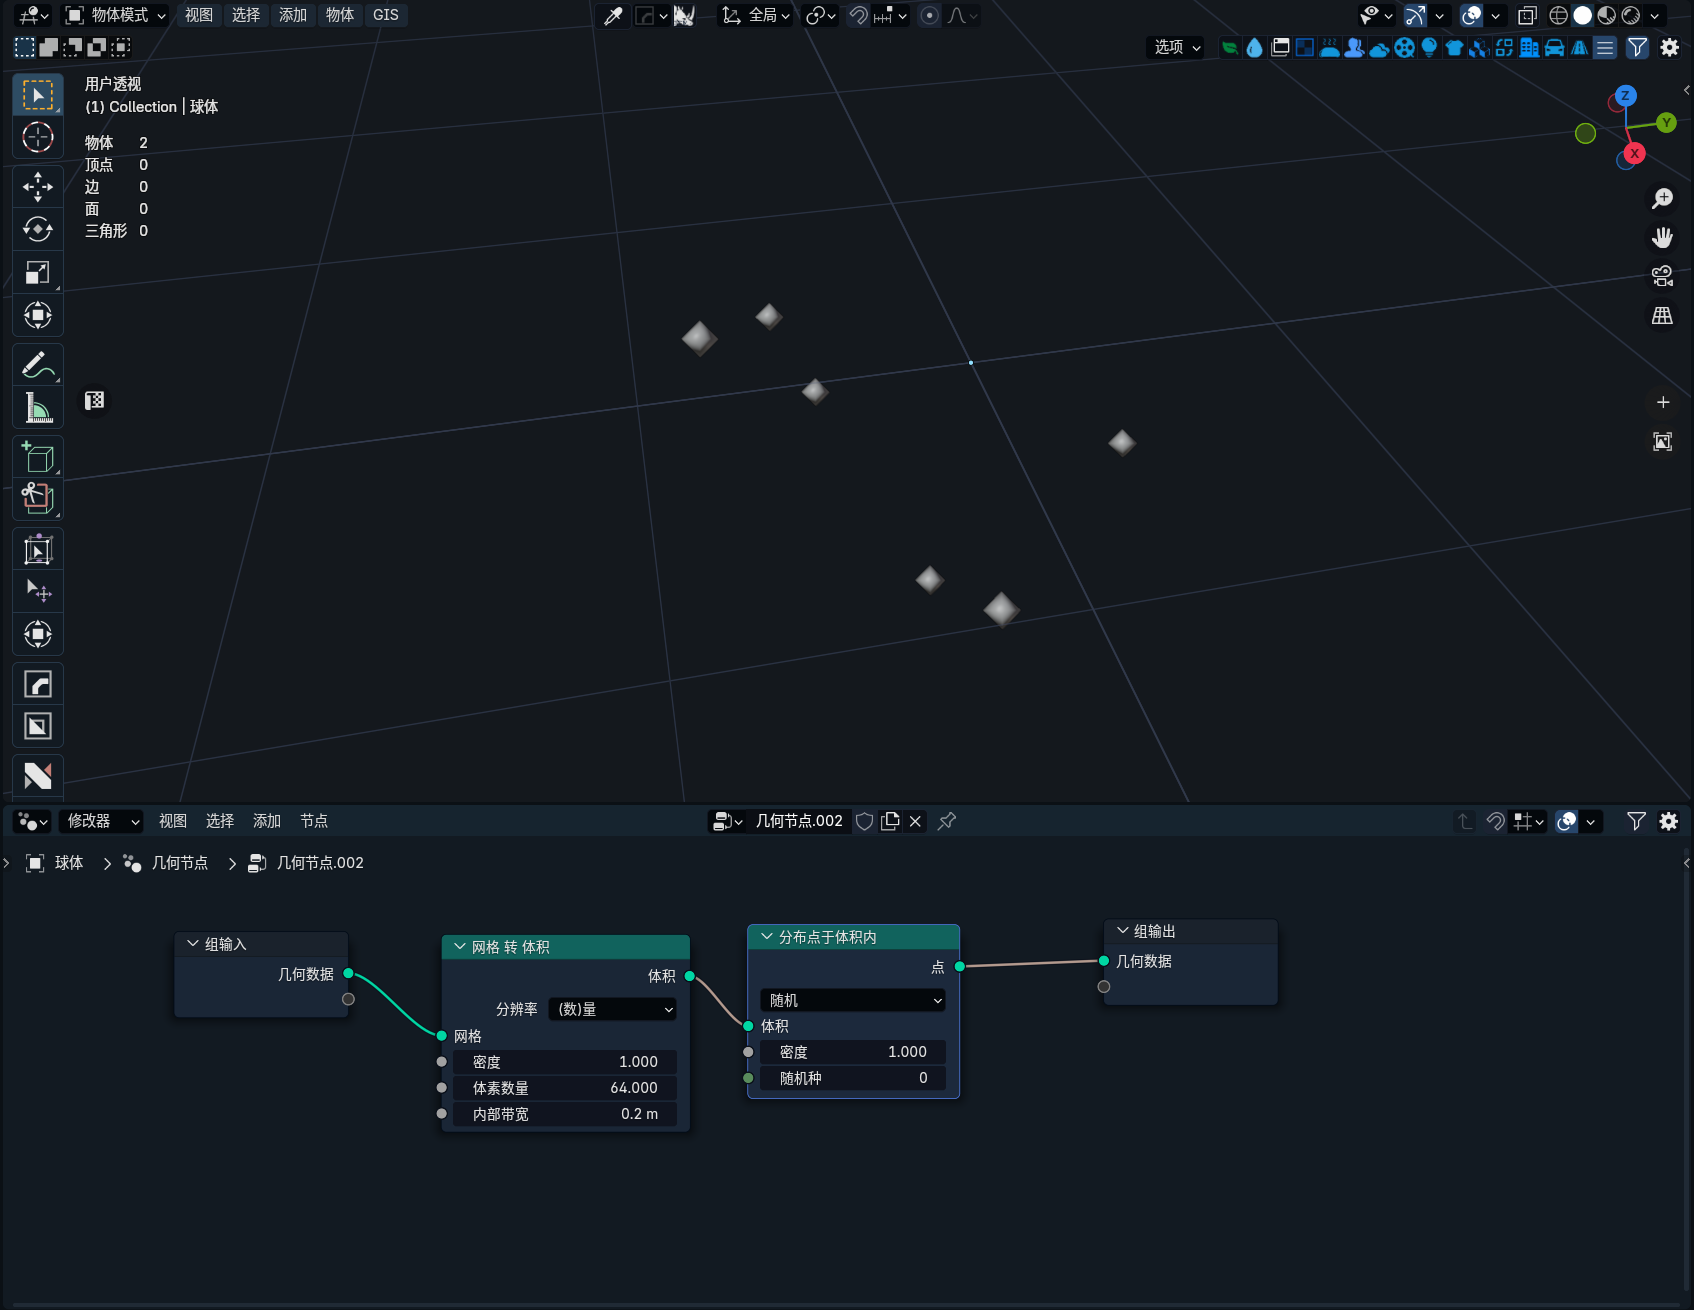 物体模式 视图 选择 添加 物体 GIS 全局
选项
用户透视
(1) Collection | 球体
物体 2
顶点 0
边 0
面 0
三角形 0
Z
Y
X
修改器 视图 选择 添加 节点 几何节点.002
球体 几何节点 几何节点.002
组输入
几何数据
网格 转 体积
体积
分辨率 (数)量
网格
密度 1.000
体素数量 64.000
内部带宽 0.2 m
分布点于体积内
点
随机
体积
密度 1.000
随机种 0
组输出
几何数据